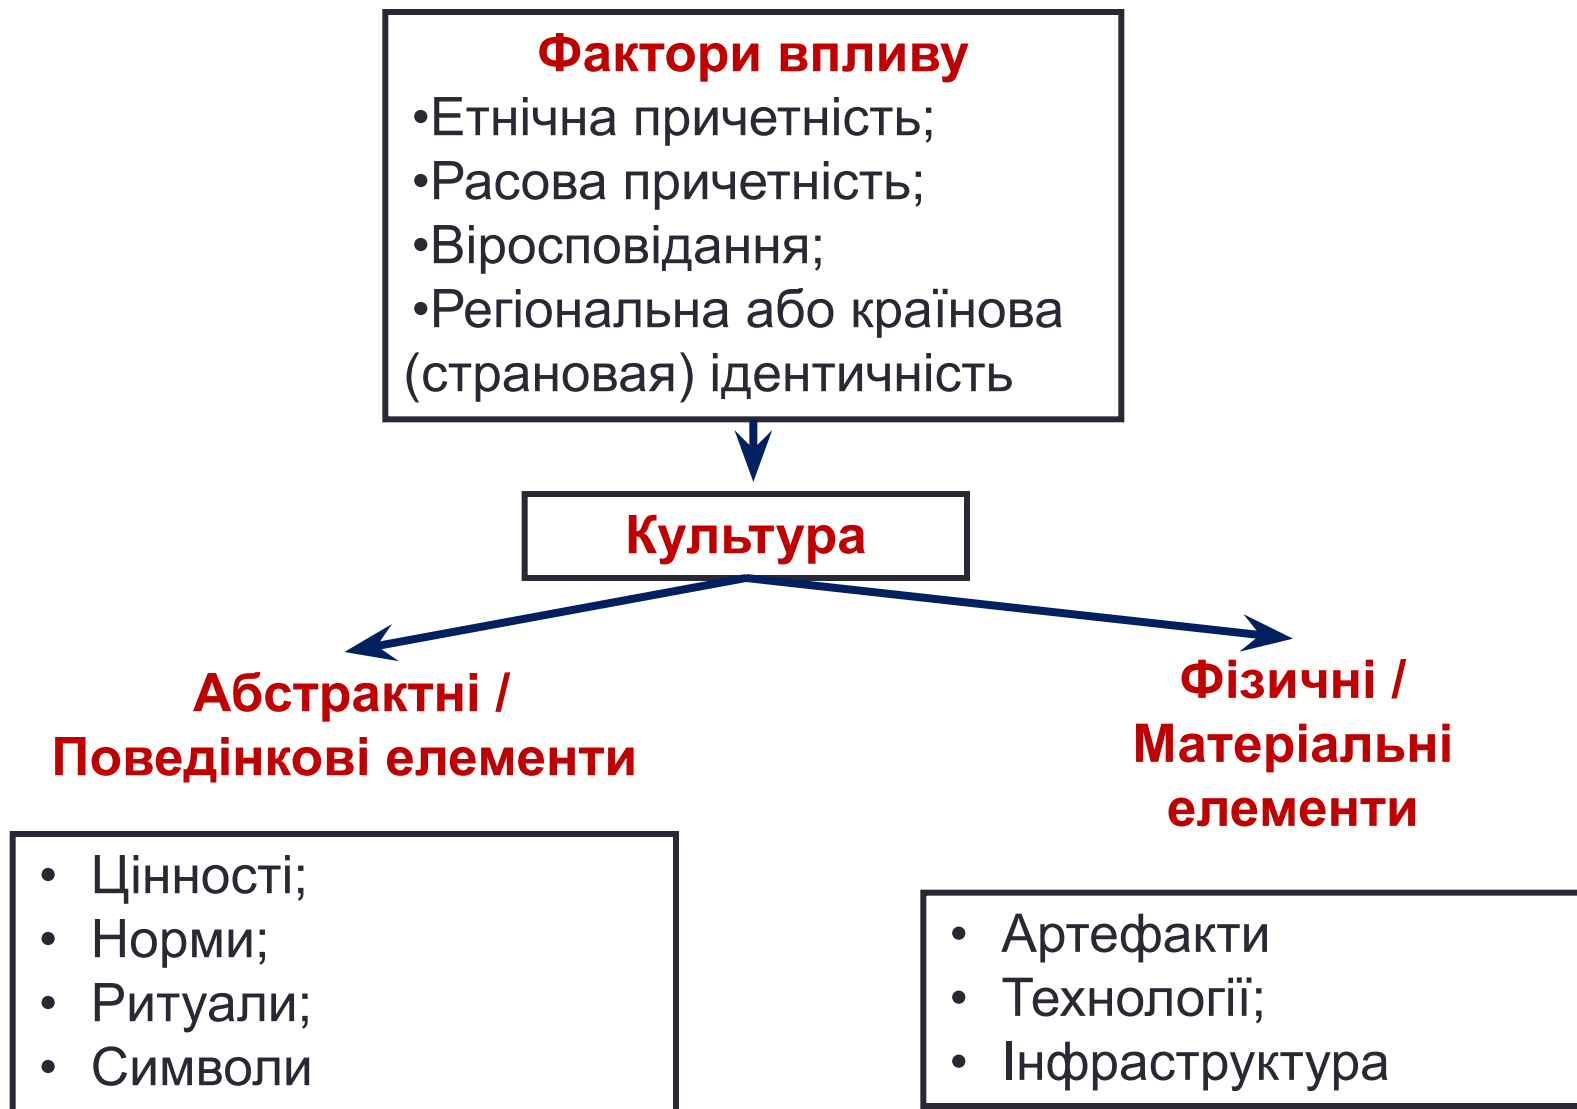 Фактори впливу
•Етнічна причетність;
•Расова причетність;
•Віросповідання;
•Регіональна або країнова
(страновая) ідентичність
Культура
Абстрактні /
Поведінкові елементи
Фізичні /
Матеріальні
елементи
• Цінності;
• Норми;
• Ритуали;
• Символи
• Артефакти
• Технології;
• Інфраструктура